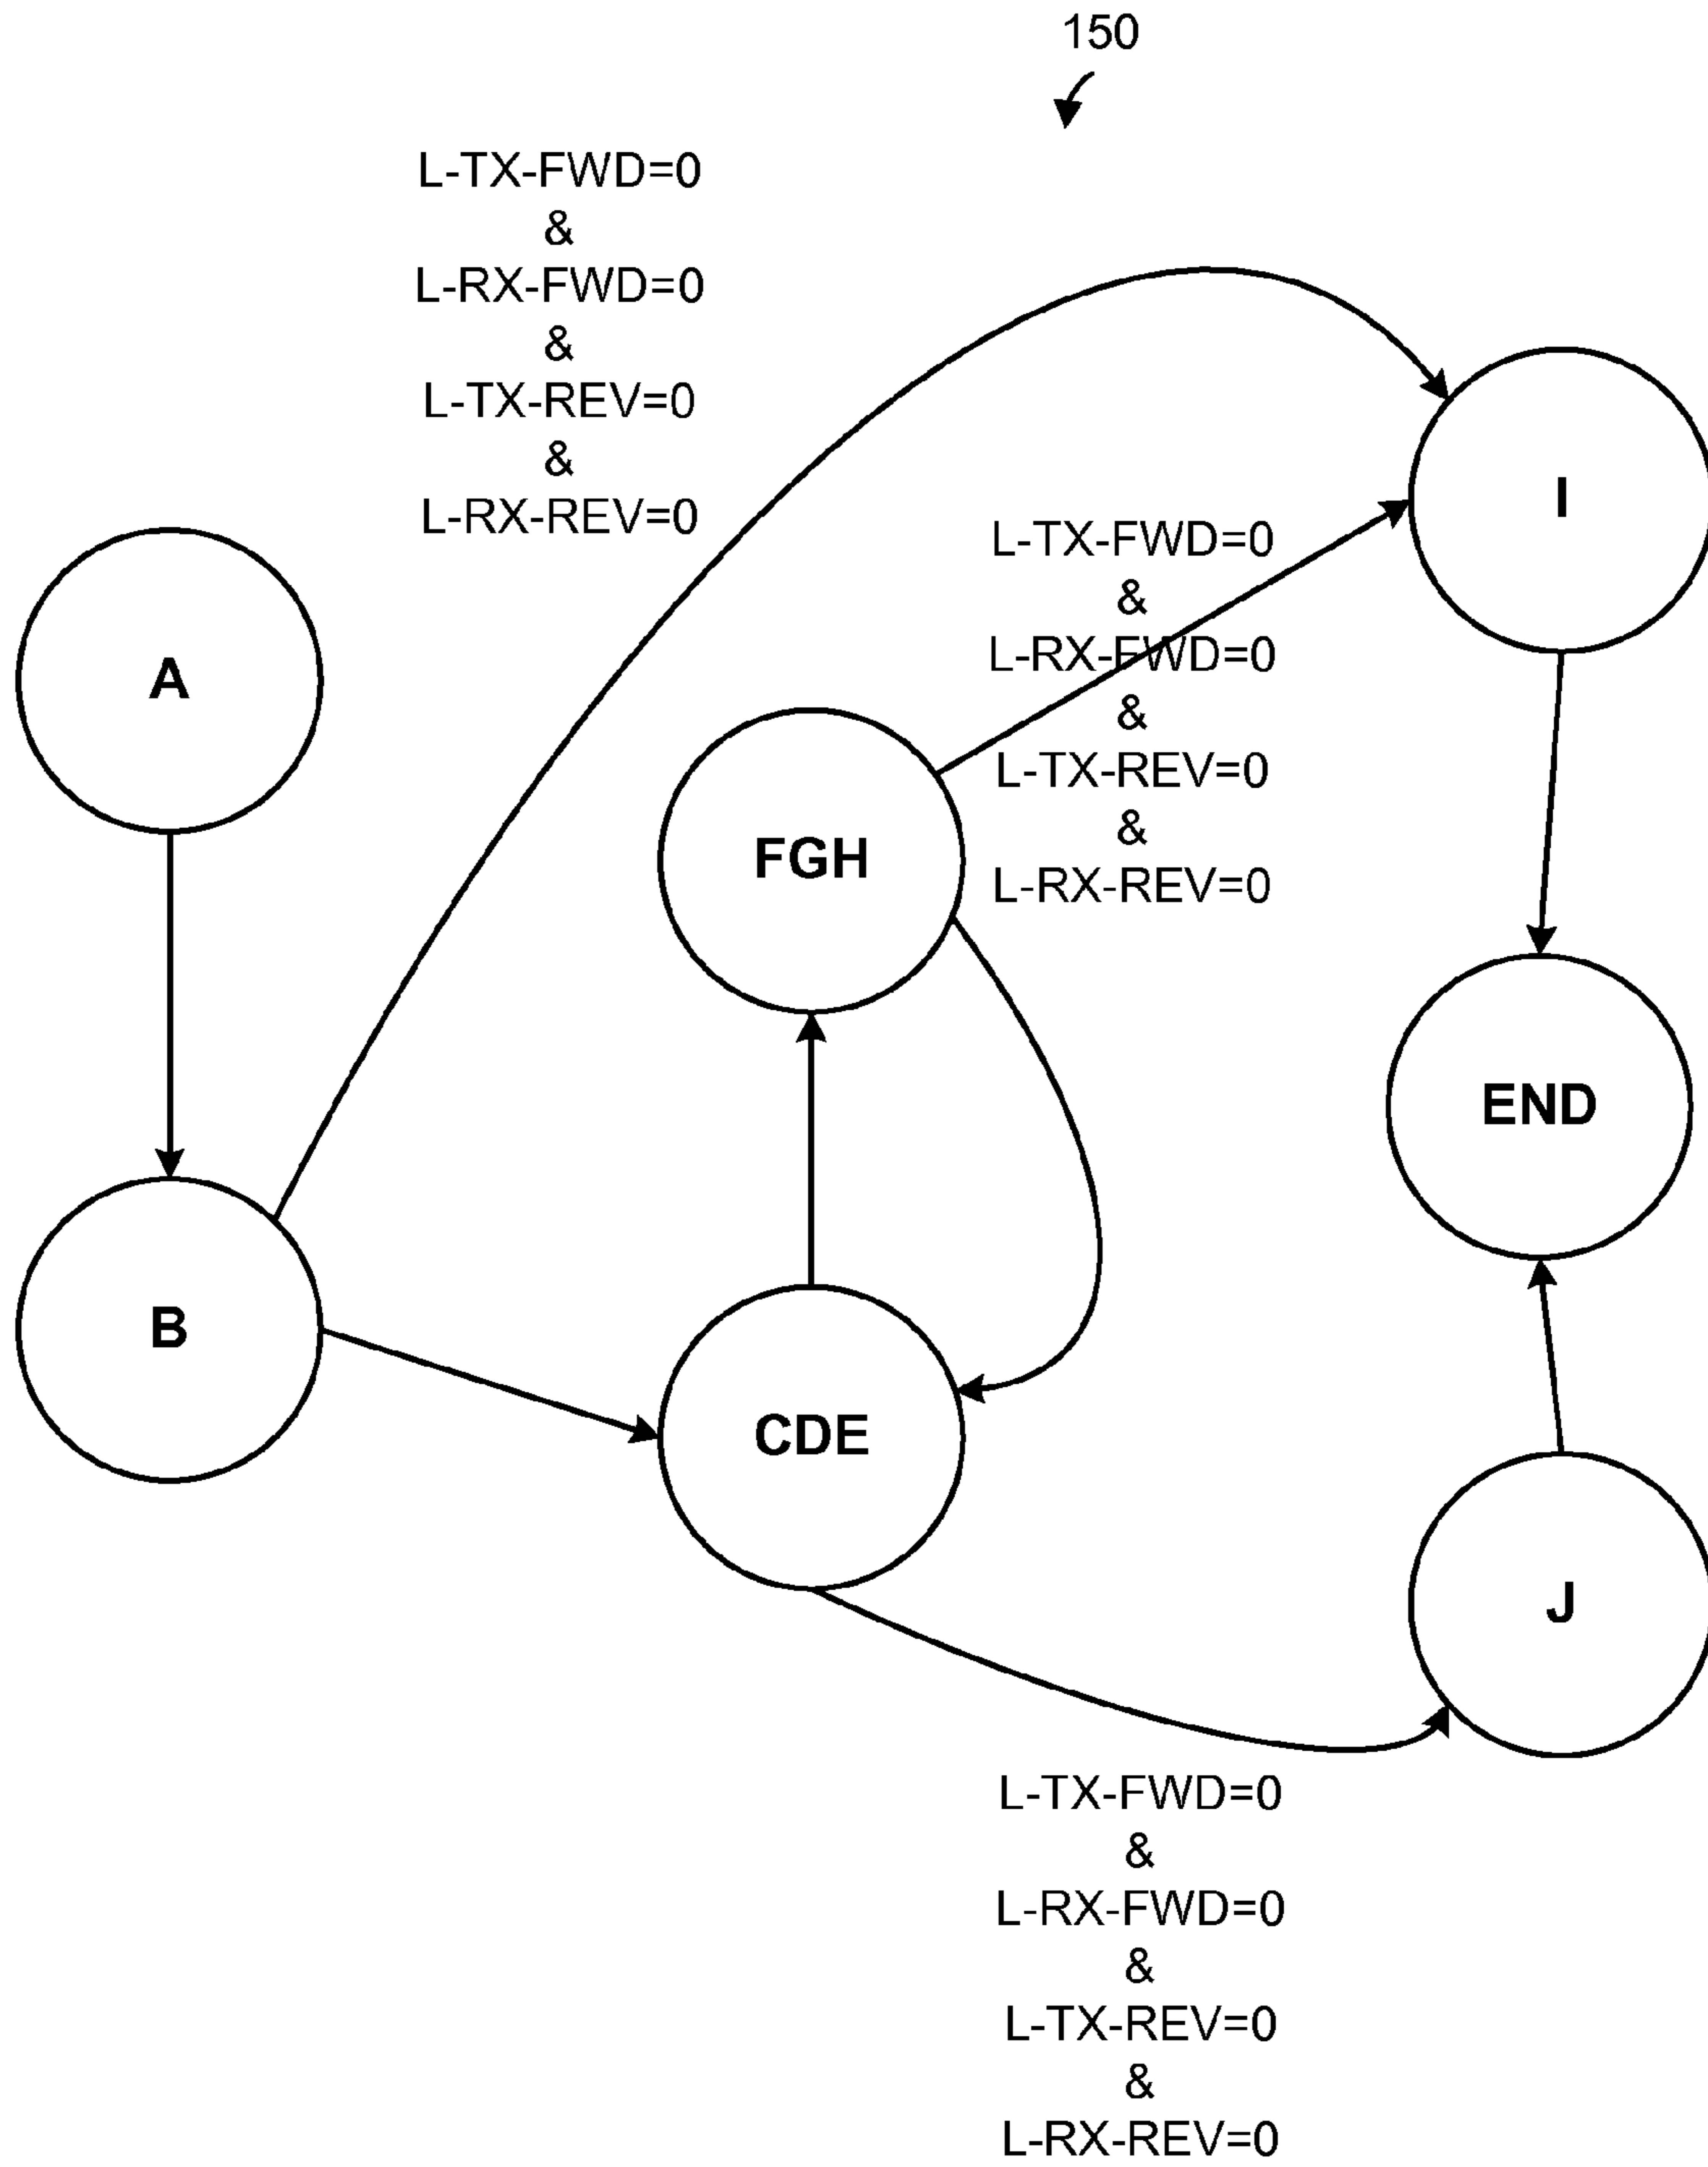 150
L-TX-FWD=0
&
L-RX-FWD=0
&
L-TX-REV=0
&
L-RX-REV=0
I
L-TX-FWD=0
&
L-RX-FWD=0
&
L-TX-REV=0
&
L-RX-REV=0
A
FGH
END
B
CDE
J
L-TX-FWD=0
&
L-RX-FWD=0
&
L-TX-REV=0
&
L-RX-REV=0